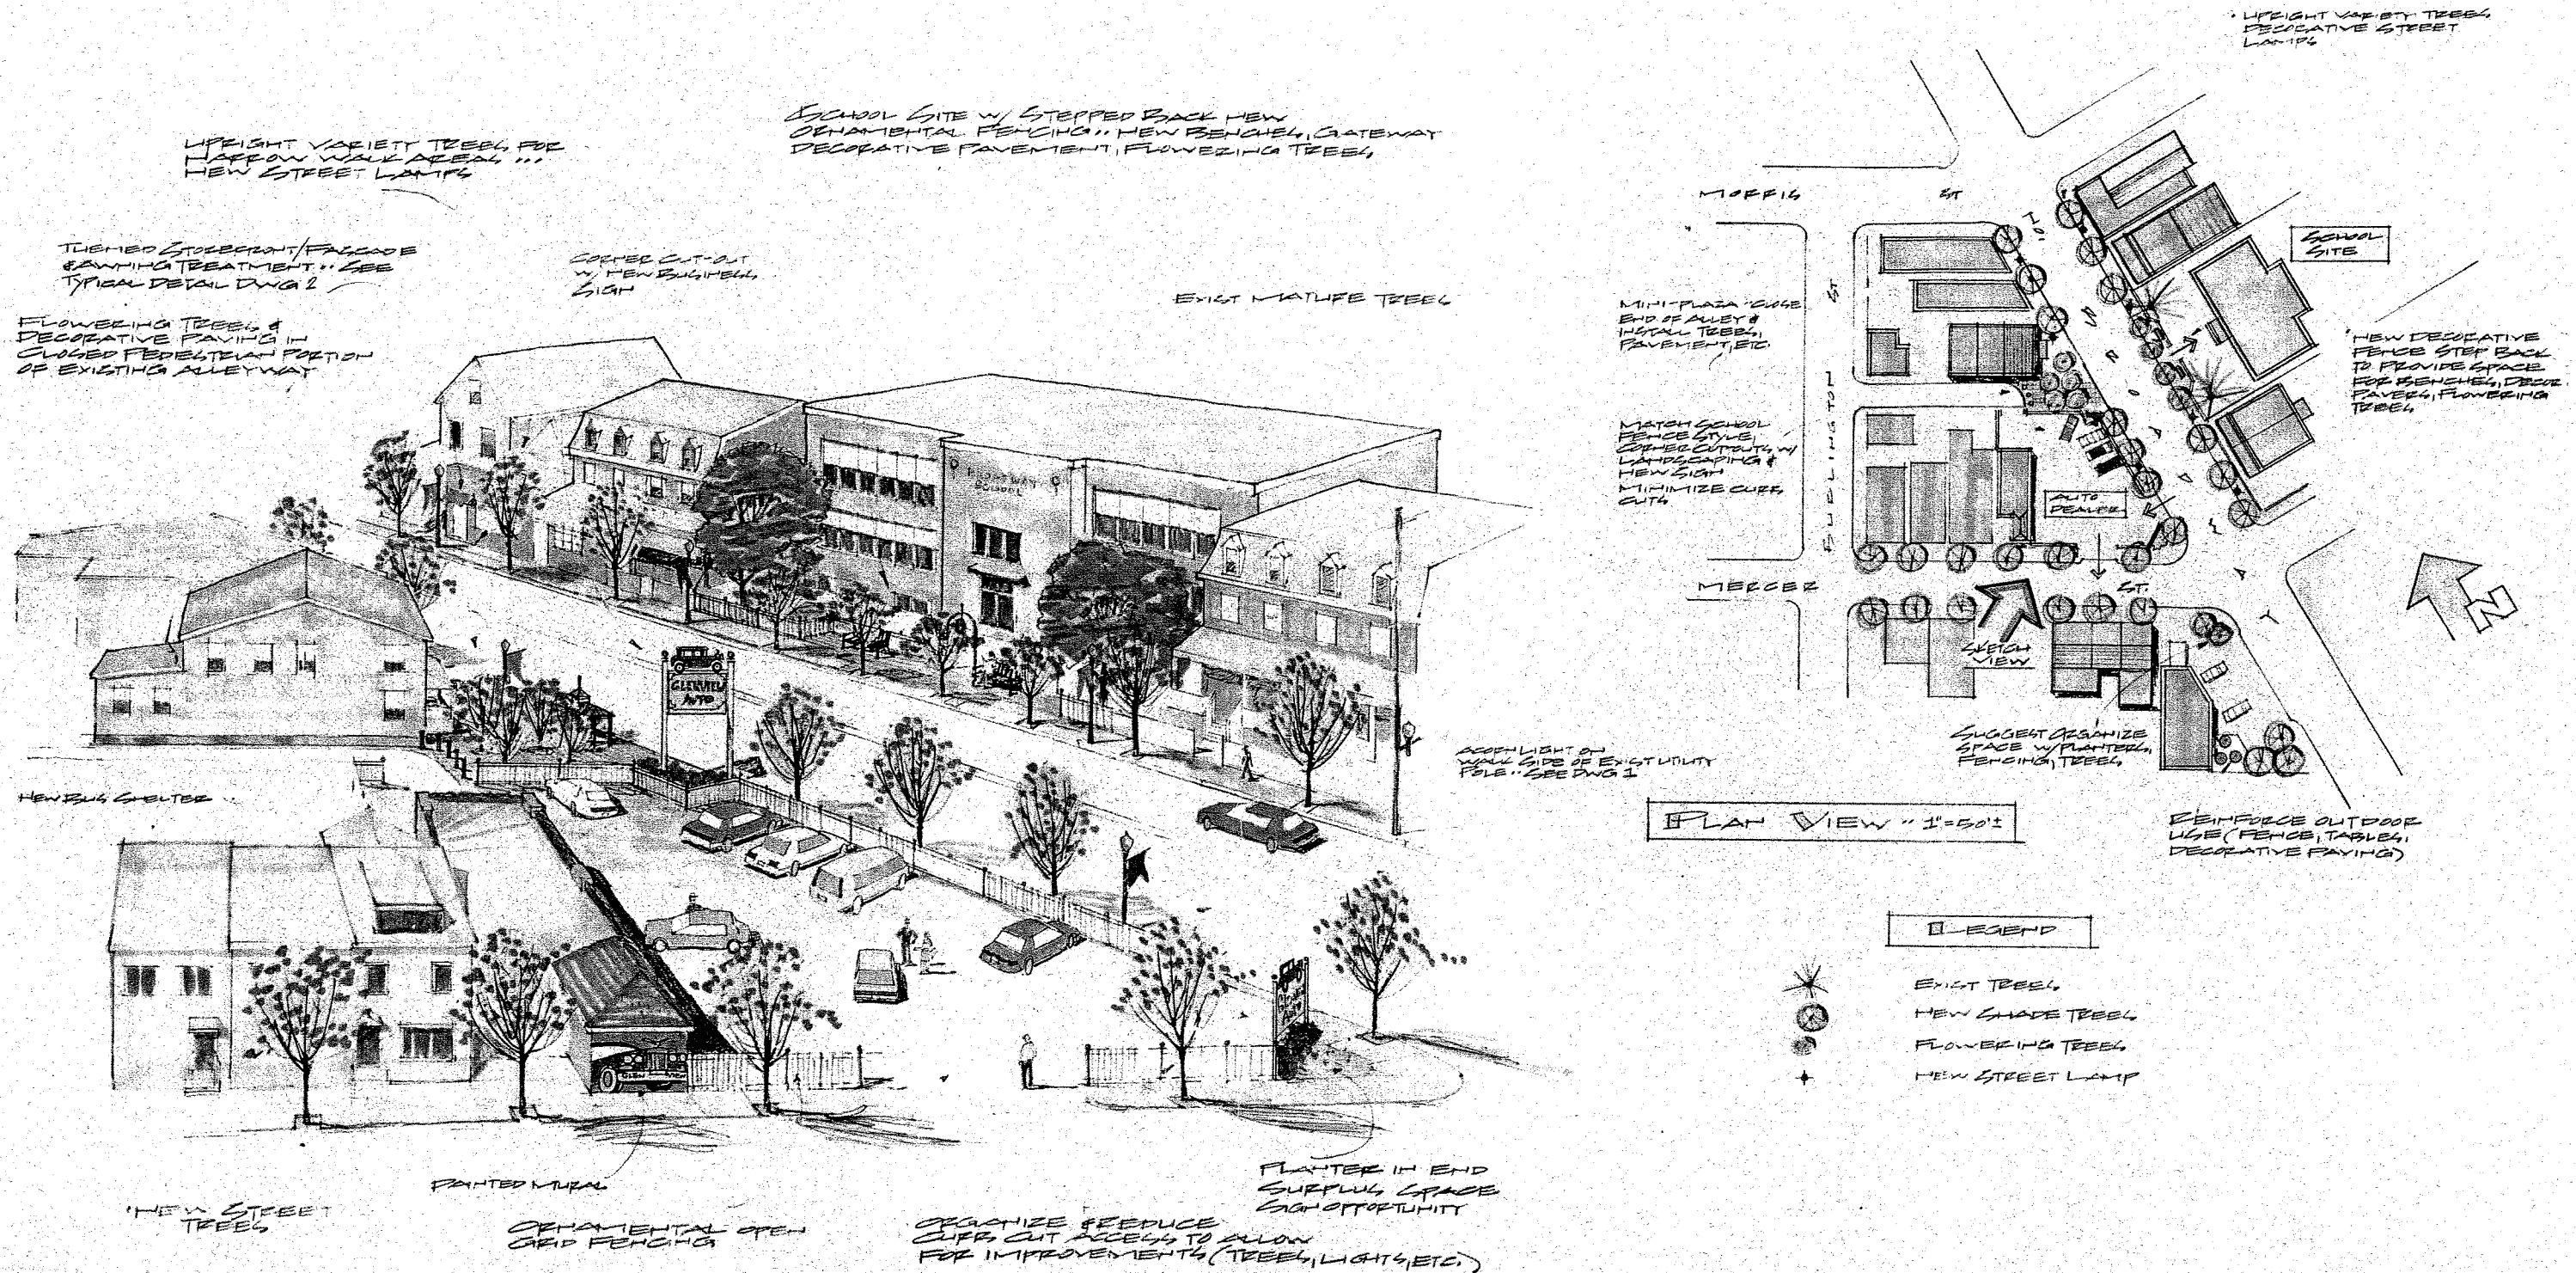 UPRIGHT VARIETY TREES FOR
NARROW WALK AREAS ...
NEW STREET LAMPS
SCHOOL SITE W/ STEPPED BACK NEW
ORNAMENTAL FENCING .. NEW BENCHES, GATEWAY
DECORATIVE PAVEMENT, FLOWERING TREES
THEMED STOREFRONT/FASCADE
& AWNING TREATMENT .. SEE
TYPICAL DETAIL DWG 2
CORNER CUT-OUT
W/ NEW BUSINESS
SIGN
EXIST MATURE TREES
FLOWERING TREES &
DECORATIVE PAVING IN
CLOSED PEDESTRIAN PORTION
OF EXISTING ALLEYWAY
SCHOOL
GLENVIEW
AUTO
NEW BUS SHELTER ..
ACORN LIGHT ON
WALK SIDE OF EXIST UTILITY
POLE .. SEE DWG 1
GLEN VIEW
PAINTED MURAL
NEW STREET
TREES
ORNAMENTAL OPEN
GRID FENCING
ORGANIZE & REDUCE
CURB CUT ACCESS TO ALLOW
FOR IMPROVEMENTS (TREES, LIGHTS, ETC.)
PLANTER IN END
SURPLUS SPACE
SIGN OPPORTUNITY
UPRIGHT VARIETY TREES
DECORATIVE STREET
LAMPS
MORRIS ST
NO.
SCHOOL
SITE
MINI-PLAZA - CLOSE
END OF ALLEY &
INSTALL TREES,
PAVEMENT, ETC.
BURLINGTON ST
NEW DECORATIVE
FENCE STEP BACK
TO PROVIDE SPACE
FOR BENCHES, DECOR.
PAVERS, FLOWERING
TREES
MATCH SCHOOL
FENCE STYLE,
CORNER CUTOUTS W/
LANDSCAPING &
NEW SIGN
MINIMIZE CURB
CUTS
AUTO
DEALER
MERCER ST.
SKETCH
VIEW
N
SUGGEST ORGANIZE
SPACE W/ PLANTERS,
FENCING, TREES
PLAN VIEW .. 1"=50'±
REINFORCE OUTDOOR
USE (FENCE, TABLES,
DECORATIVE PAVING)
LEGEND
EXIST TREES
NEW SHADE TREES
FLOWERING TREES
NEW STREET LAMP